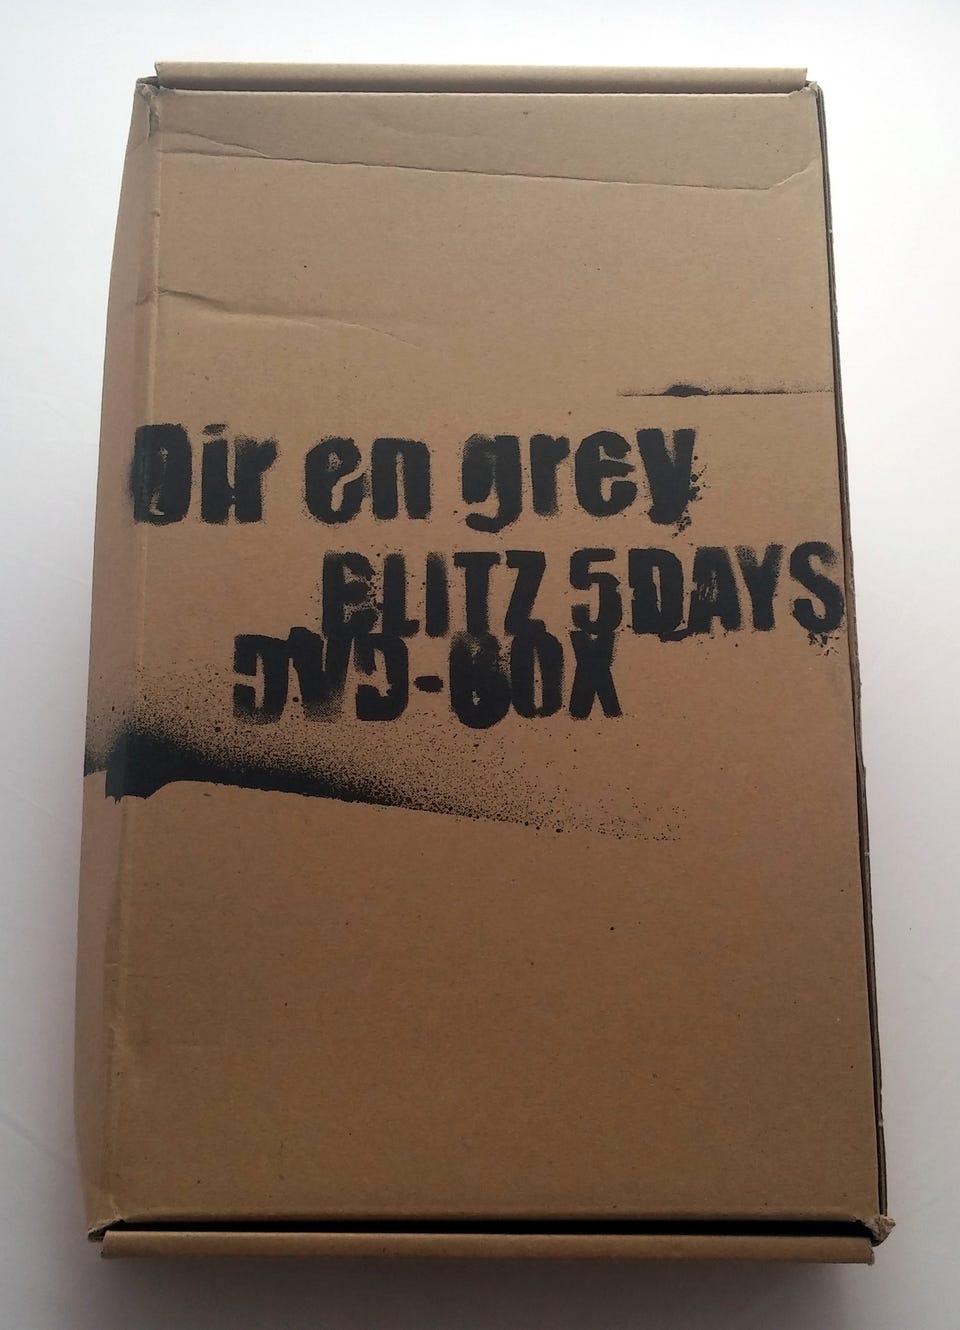 Dir en grey
BLITZ 5DAYS
DVD-BOX